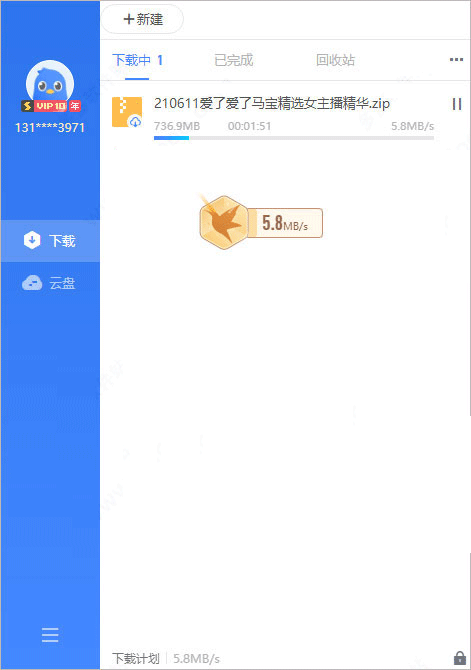 +新建
下载中 1 已完成 回收站 •••
VIP 10 年
131****3971
210611爱了爱了马宝精选女主播精华.zip
736.9MB 00:01:51 5.8MB/s
5.8MB/s
下载
云盘
下载计划 | 5.8MB/s